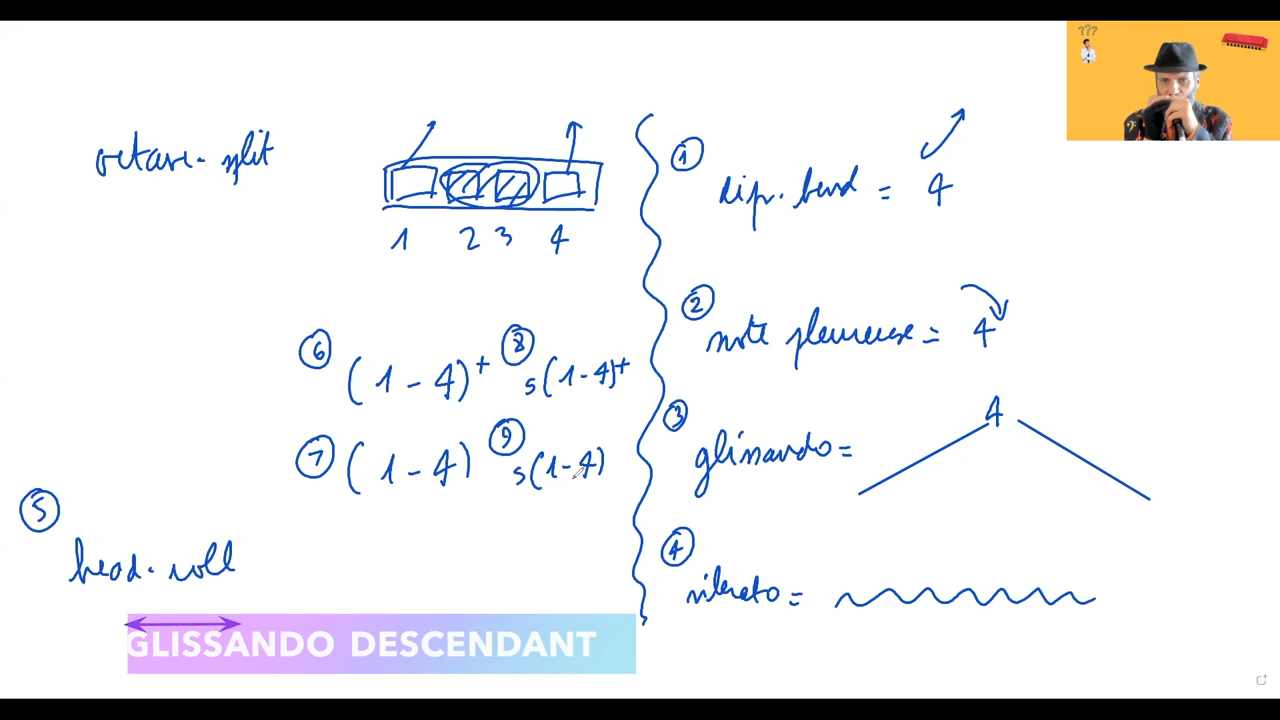 octave-split
1 2 3 4
⑥ (1-4)+ ⑧ s(1-4)+
⑦ (1-4) ⑨ s(1-4)
⑤
head-roll
GLISSANDO DESCENDANT
???
① dip-bend = 4
② note pleureuse = 4
③ glissando = 4
④ vibrato =